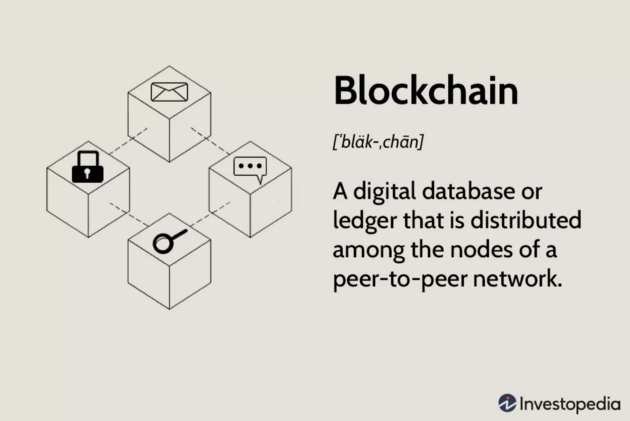 Blockchain
[ˈbläk-ˌchān]
A digital database or
ledger that is distributed
among the nodes of a
peer-to-peer network.
Investopedia